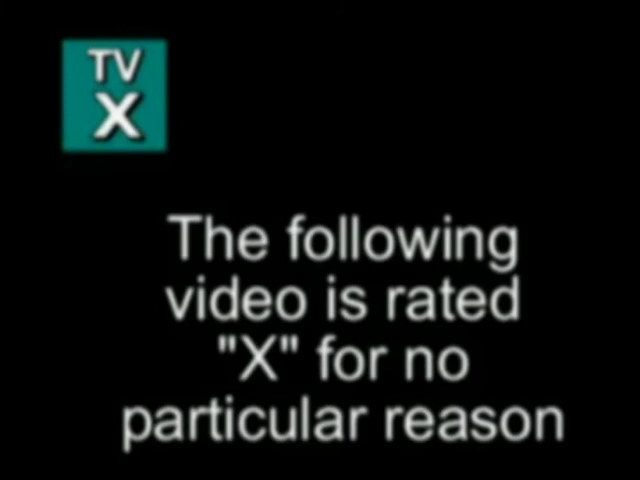 TV
X
The following
video is rated
"X" for no
particular reason